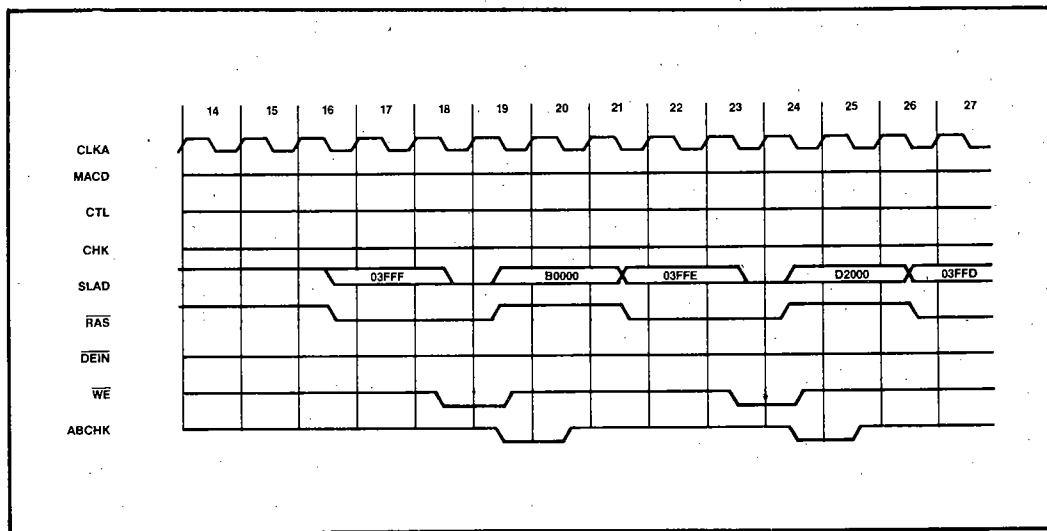 14 15 16 17 18 19 20 21 22 23 24 25 26 27
CLKA
MACD
CTL
CHK
SLAD 03FFF B0000 03FFE D2000 03FFD
RAS
DEIN
WE
ABCHK